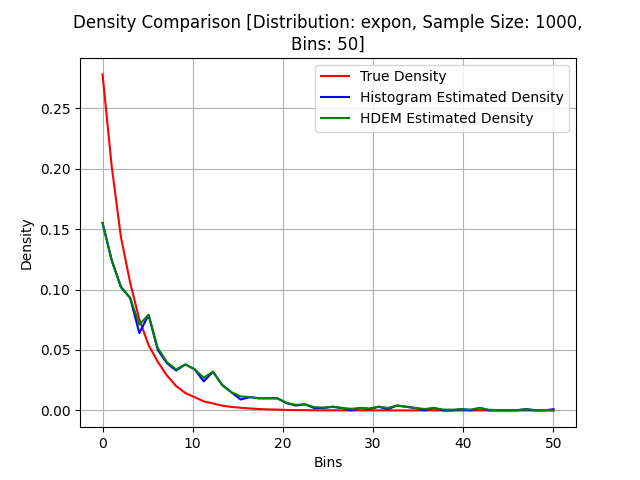 Density Comparison [Distribution: expon, Sample Size: 1000,
Bins: 50]
True Density
Histogram Estimated Density
HDEM Estimated Density
Density
0.25
0.20
0.15
0.10
0.05
0.00
0
10
20
30
40
50
Bins